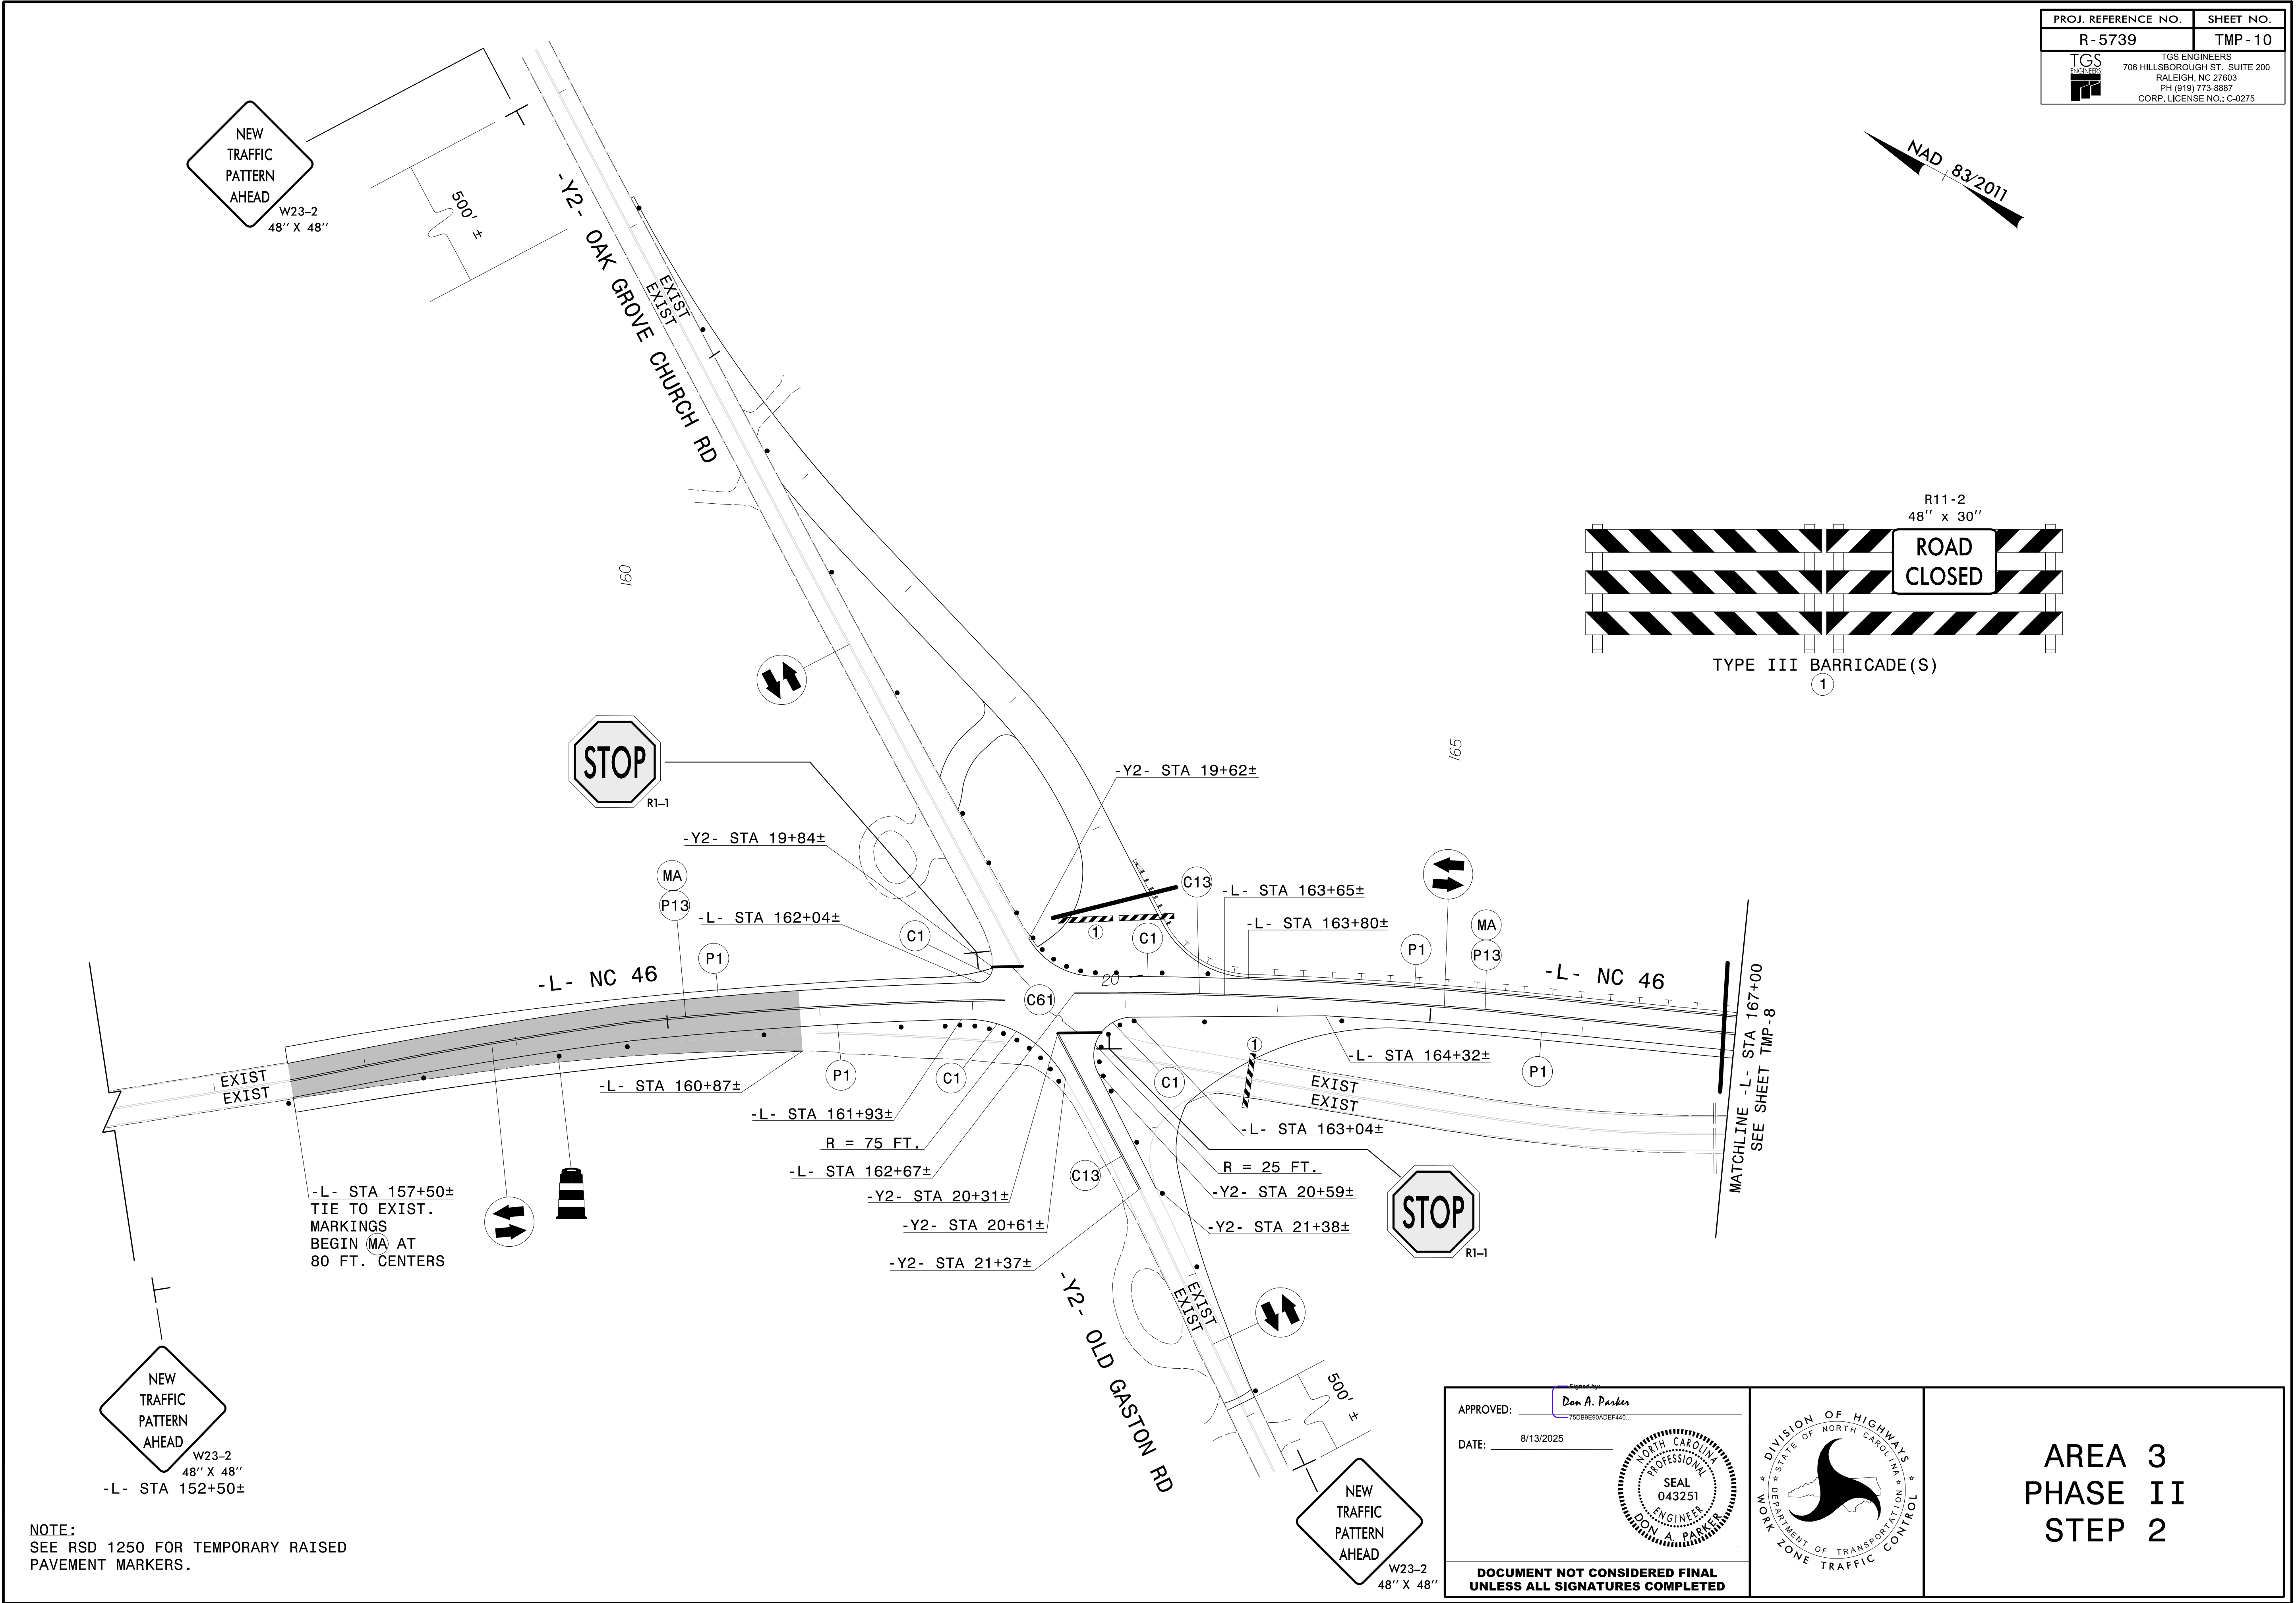 PROJ. REFERENCE NO. SHEET NO.
R-5739 TMP-10
TGS
ENGINEERS
TGS ENGINEERS
706 HILLSBOROUGH ST. SUITE 200
RALEIGH, NC 27603
PH (919) 773-8887
CORP. LICENSE NO.: C-0275
NAD 83/2011
NEW
TRAFFIC
PATTERN
AHEAD
W23-2
48'' X 48''
500' ±
-Y2- OAK GROVE CHURCH RD
EXIST
EXIST
R11-2
48'' x 30''
ROAD
CLOSED
TYPE III BARRICADE(S)
1
160
165
STOP
R1-1
-Y2- STA 19+62±
-Y2- STA 19+84±
MA
P13
-L- STA 162+04±
C1
P1
-L- NC 46
C13
-L- STA 163+65±
-L- STA 163+80±
1
C1
P1
MA
P13
-L- NC 46
20
C61
MATCHLINE -L- STA 167+00
SEE SHEET TMP-8
EXIST
EXIST
-L- STA 160+87±
P1
C1
-L- STA 161+93±
R = 75 FT.
-L- STA 162+67±
-Y2- STA 20+31±
-Y2- STA 20+61±
-Y2- STA 21+37±
C13
C1
1
-L- STA 164+32±
P1
EXIST
EXIST
-L- STA 163+04±
R = 25 FT.
-Y2- STA 20+59±
-Y2- STA 21+38±
STOP
R1-1
-L- STA 157+50±
TIE TO EXIST.
MARKINGS
BEGIN MA AT
80 FT. CENTERS
-Y2- OLD GASTON RD
EXIST
EXIST
500' ±
NEW
TRAFFIC
PATTERN
AHEAD
W23-2
48'' X 48''
-L- STA 152+50±
NEW
TRAFFIC
PATTERN
AHEAD
W23-2
48'' X 48''
NOTE:
SEE RSD 1250 FOR TEMPORARY RAISED
PAVEMENT MARKERS.
Signed by:
APPROVED: Don A. Parker
75DB9E90ADEF440...
DATE: 8/13/2025
NORTH CAROLINA
PROFESSIONAL
SEAL
043251
ENGINEER
DON A. PARKER
DOCUMENT NOT CONSIDERED FINAL
UNLESS ALL SIGNATURES COMPLETED
DIVISION OF HIGHWAYS
STATE OF NORTH CAROLINA
DEPARTMENT OF TRANSPORTATION
WORK ZONE TRAFFIC CONTROL
AREA 3
PHASE II
STEP 2